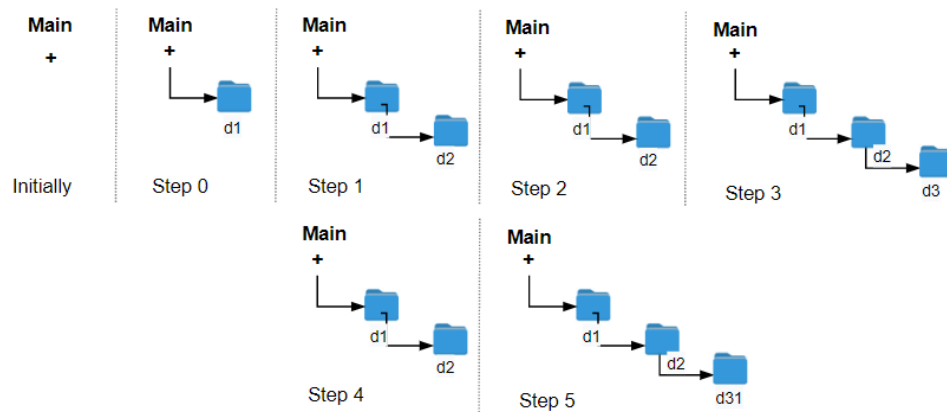 Main
+
Initially
Main
+
d1
Step 0
Main
+
d1
d2
Step 1
Main
+
d1
d2
Step 2
Main
+
d1
d2
d3
Step 3
Main
+
d1
d2
Step 4
Main
+
d1
d2
d31
Step 5